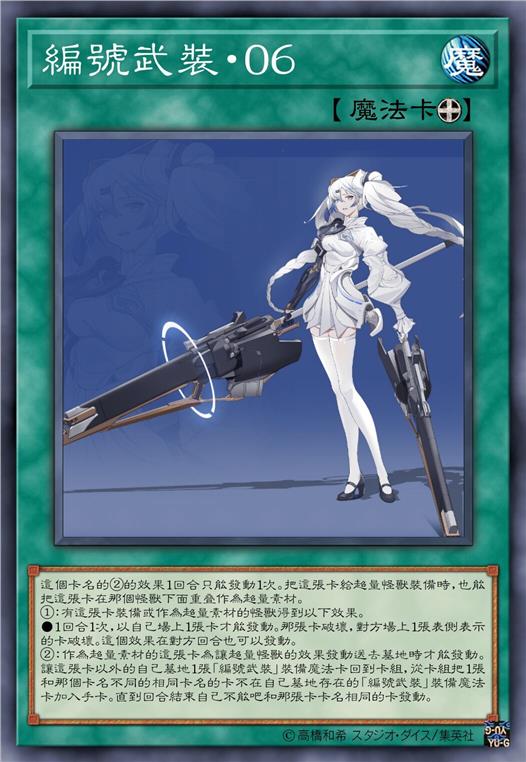 編號武裝・06
魔
【魔法卡】
這個卡名的②的效果1回合只能發動1次。把這張卡給超量怪獸裝備時,也能
把這張卡在那個怪獸下面重疊作為超量素材。
①:有這張卡裝備或作為超量素材的怪獸得到以下效果。
●1回合1次,以自己場上1張卡才能發動。那張卡破壞,對方場上1張表側表示
的卡破壞。這個效果在對方回合也可以發動。
②:作為超量素材的這張卡為讓超量怪獸的效果發動送去墓地時才能發動。
讓這張卡以外的自己墓地1張「編號武裝」裝備魔法卡回到卡組,從卡組把1張
和那個卡名不同的相同卡名的卡不在自己墓地存在的「編號武裝」裝備魔法
卡加入手卡。直到回合結束自己不能吧和那張卡卡名相同的卡發動。
©高橋和希 スタジオ・ダイス/集英社
YU-G
YU-G